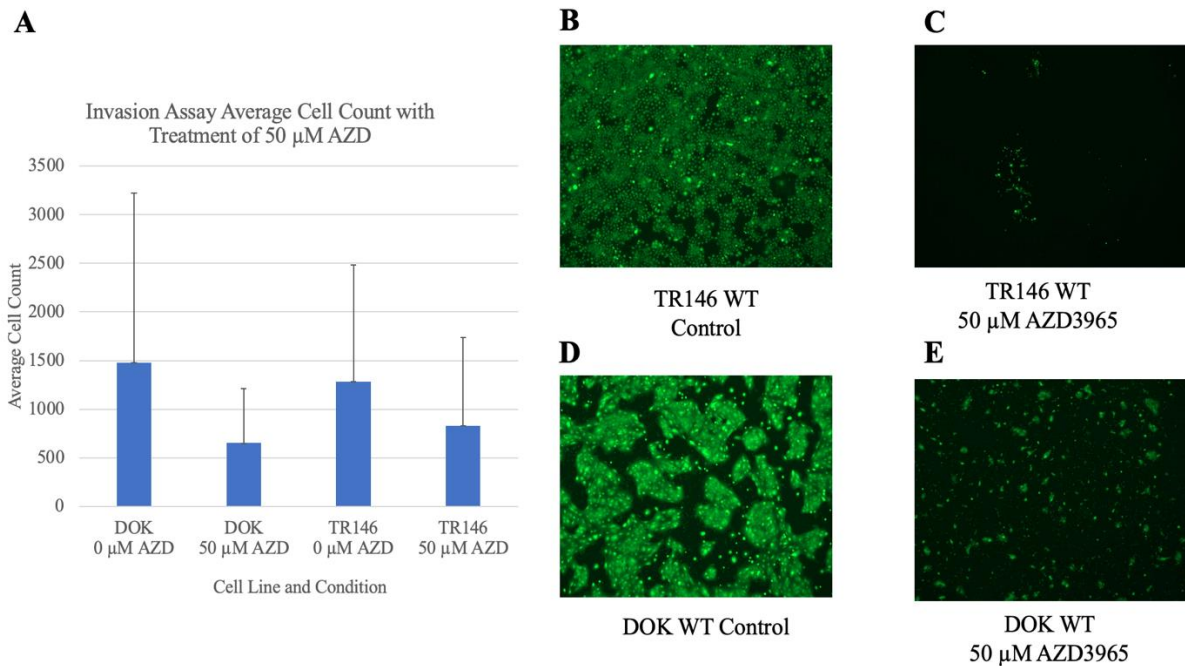 A
Invasion Assay Average Cell Count with
Treatment of 50 µM AZD
3500
3000
2500
2000
1500
1000
500
0
Average Cell Count
DOK
0 µM AZD
DOK
50 µM AZD
TR146
0 µM AZD
TR146
50 µM AZD
Cell Line and Condition
B
TR146 WT
Control
C
TR146 WT
50 µM AZD3965
D
DOK WT Control
E
DOK WT
50 µM AZD3965